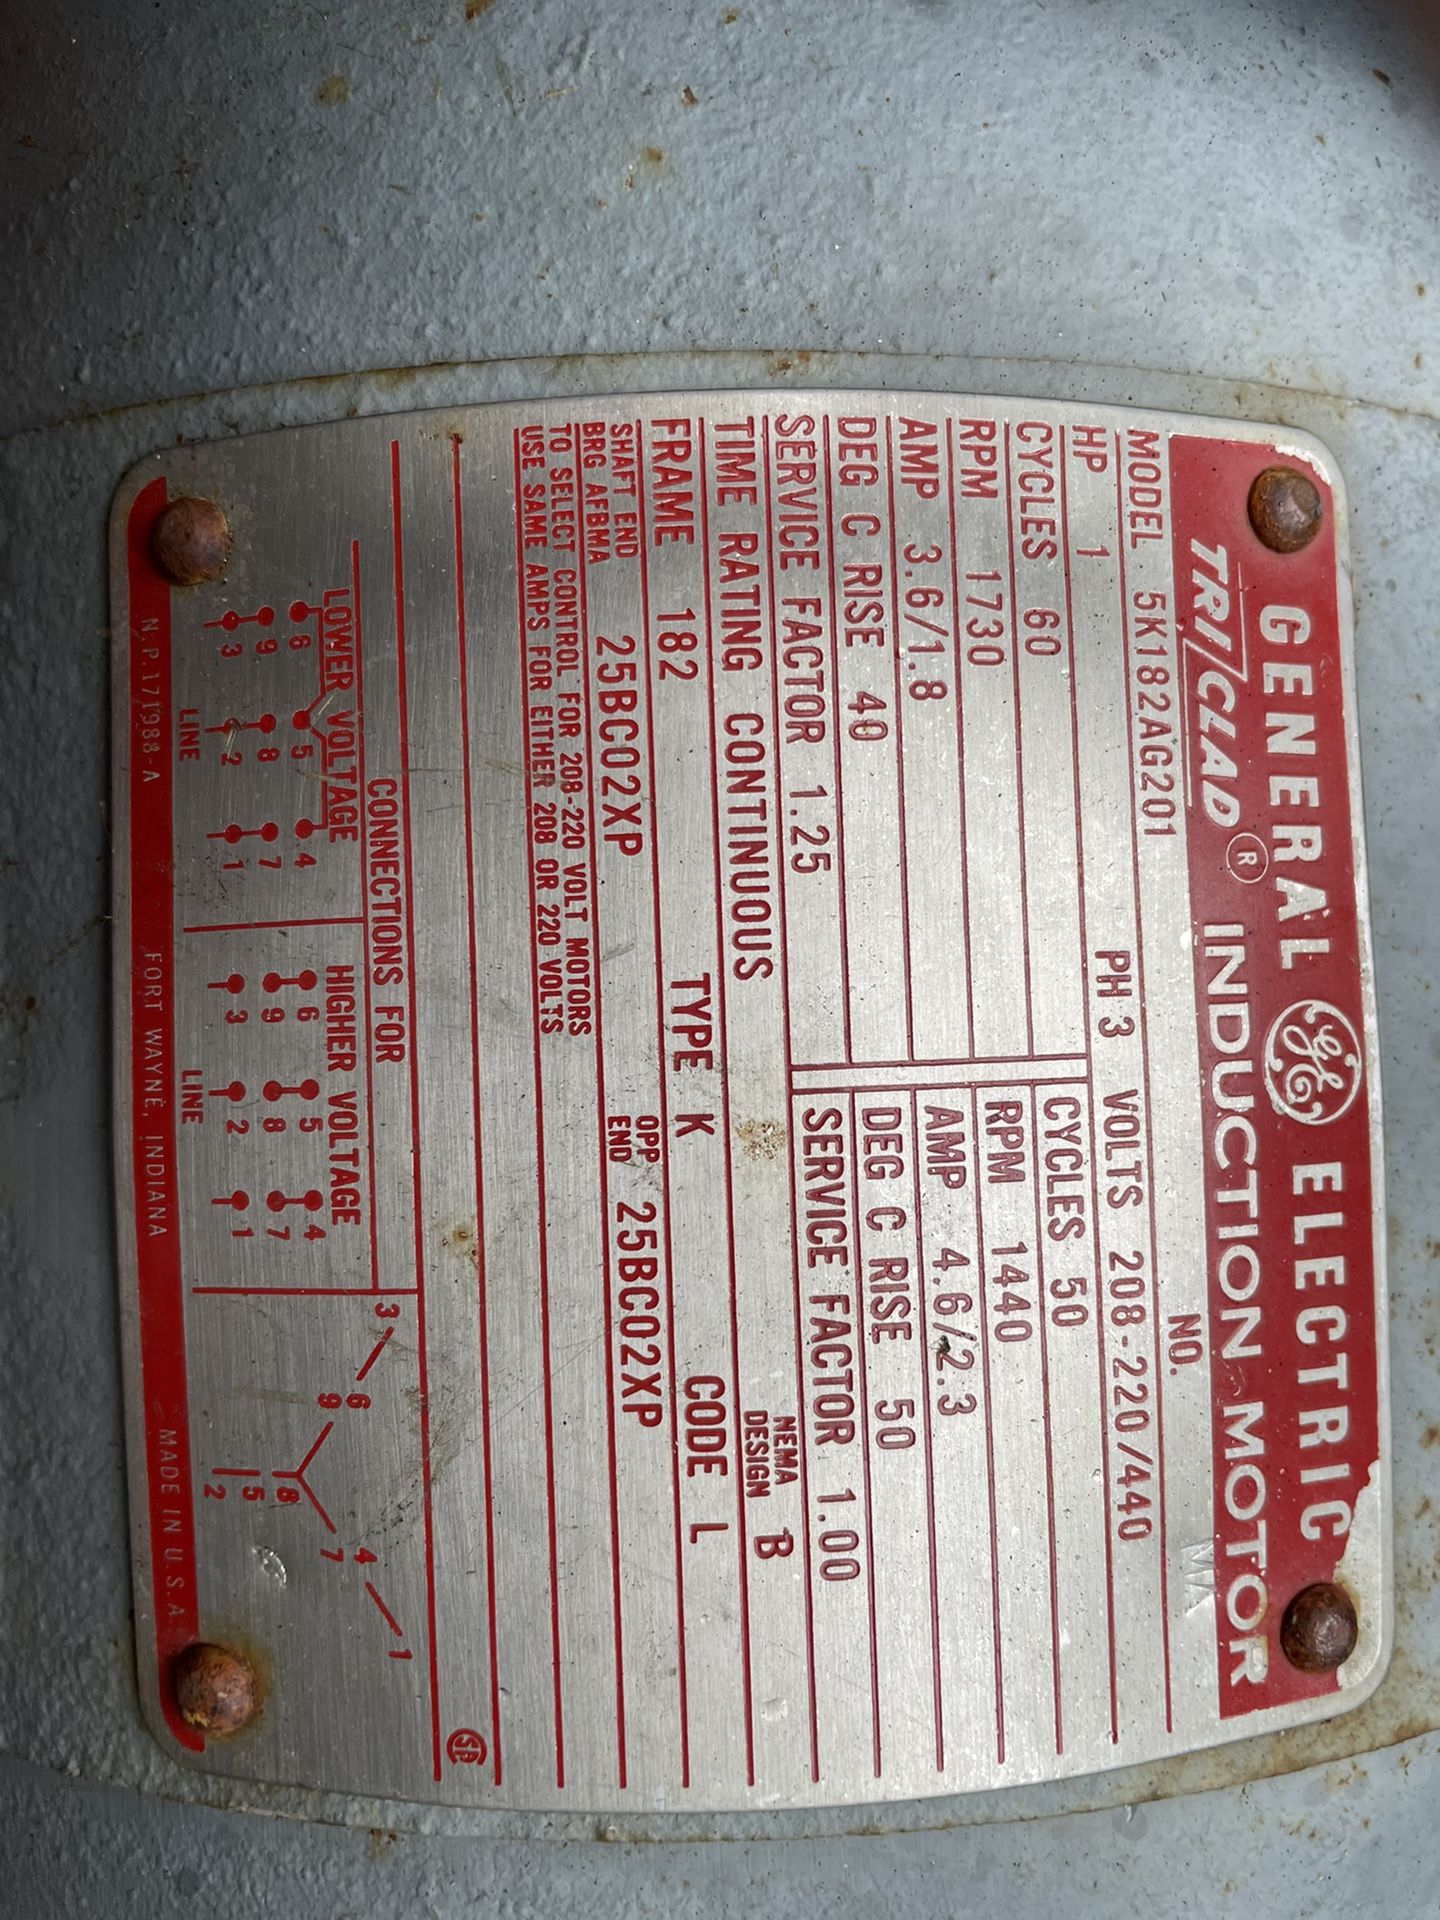 GENERAL GE ELECTRIC
TRI/CLAD® INDUCTION MOTOR
MODEL 5K182AG201 NO.
HP 1 PH 3 VOLTS 208-220/440
CYCLES 60 CYCLES 50
RPM 1730 RPM 1440
AMP 3.6/1.8 AMP 4.6/2.3
DEG C RISE 40 DEG C RISE 50
SERVICE FACTOR 1.25 SERVICE FACTOR 1.00
TIME RATING CONTINUOUS NEMA DESIGN B
FRAME 182 TYPE K CODE L
SHAFT END BRG AFBMA 25BC02XP OPP END 25BC02XP
TO SELECT CONTROL FOR 208-220 VOLT MOTORS
USE SAME AMPS FOR EITHER 208 OR 220 VOLTS
CONNECTIONS FOR
LOWER VOLTAGE HIGHER VOLTAGE
6 5 4 6 5 4
9 8 7 9 8 7
3 2 1 3 2 1
LINE LINE
3 1
6 4
9 7
8
5
2
SA
N.P.171988-A FORT WAYNE, INDIANA MADE IN U.S.A.